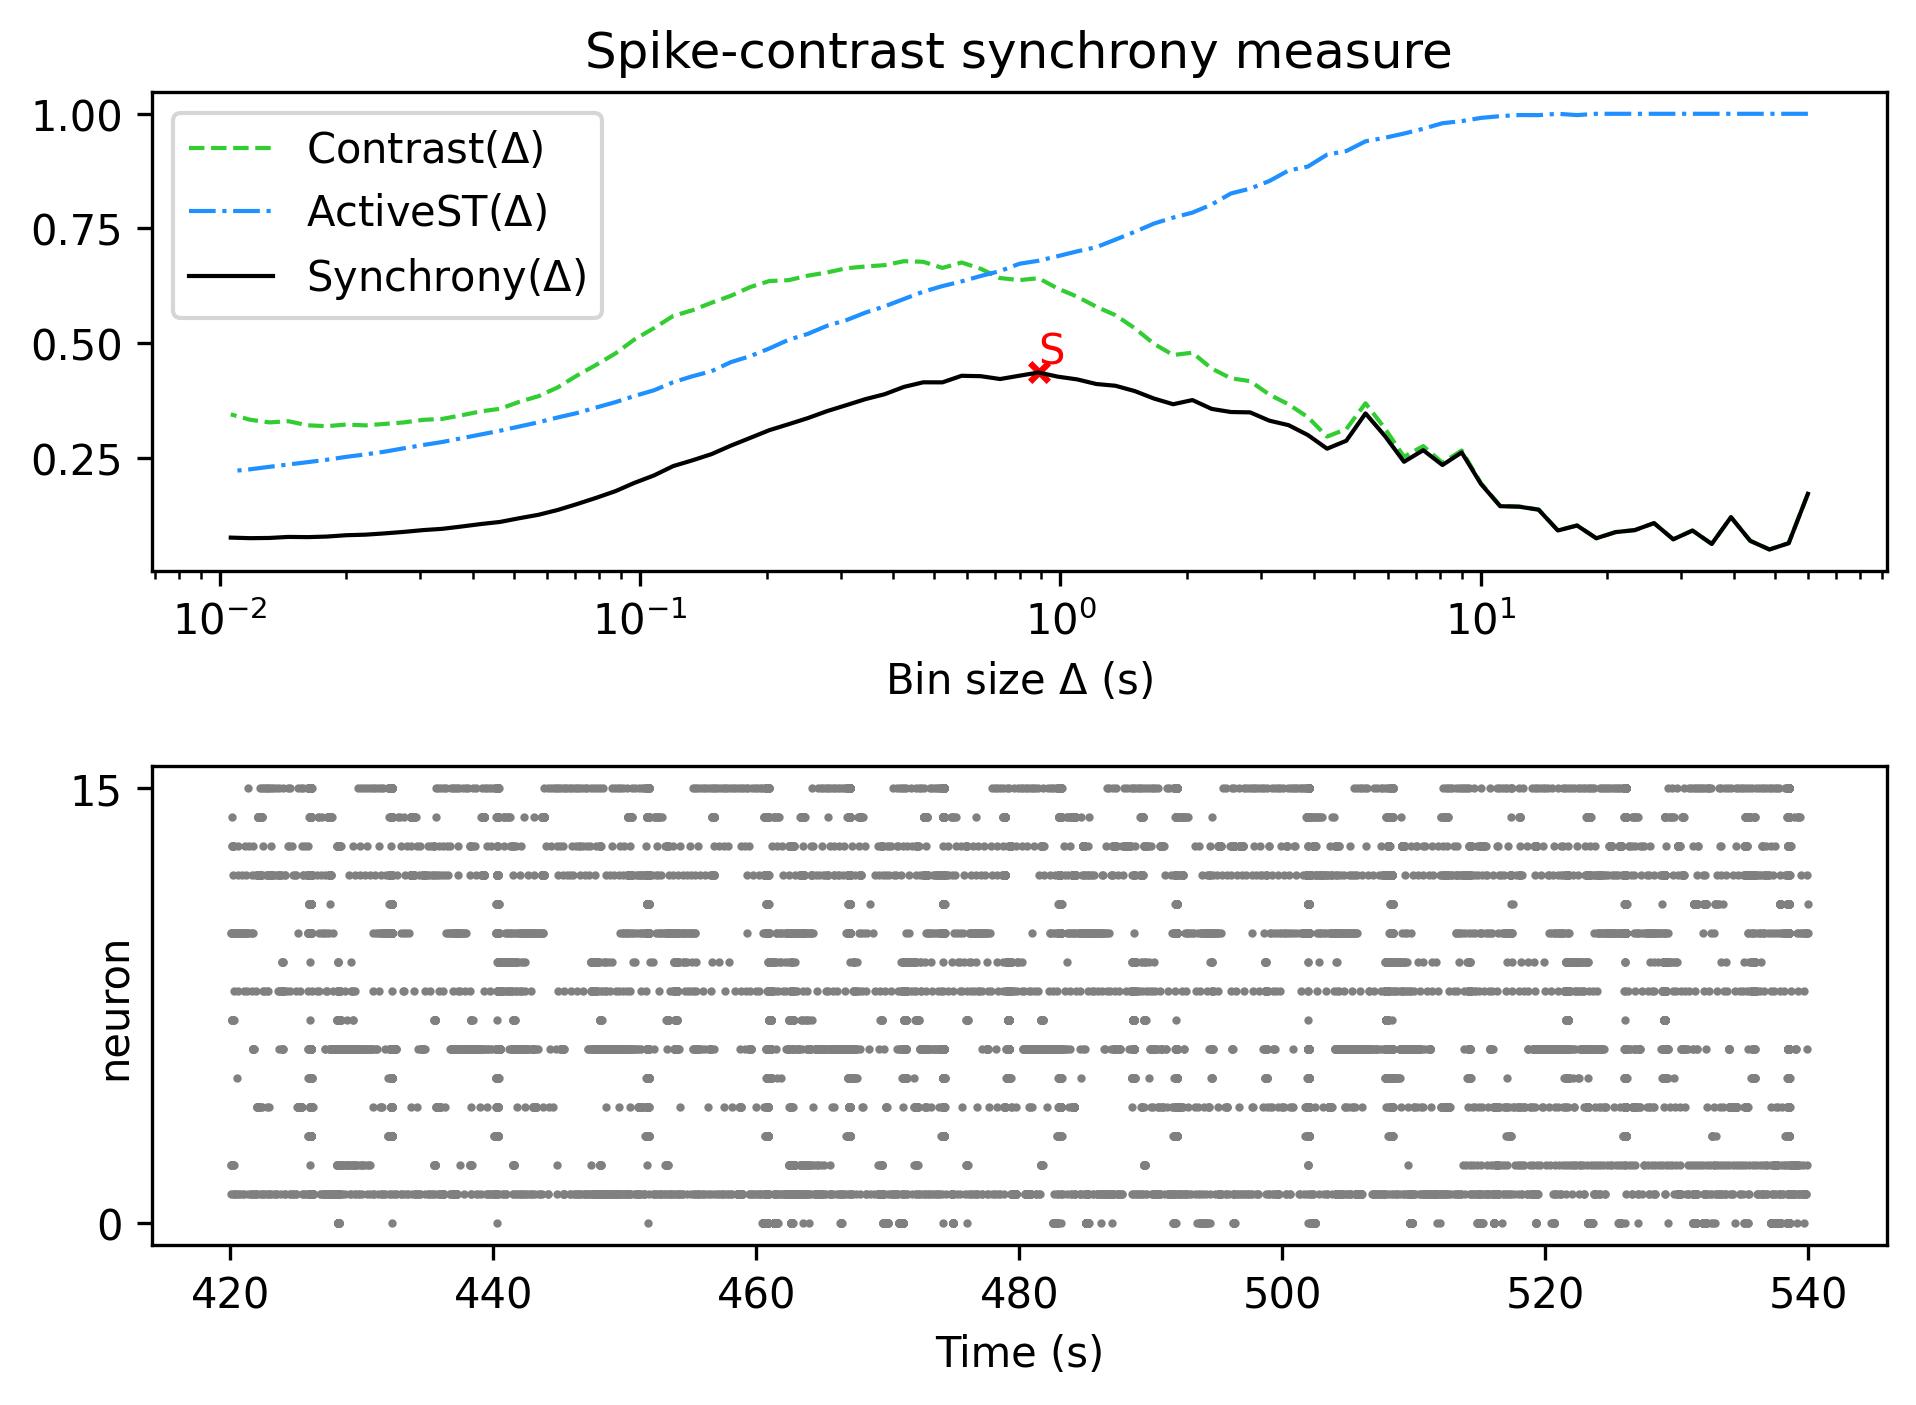 Spike-contrast synchrony measure
1.00
0.75
0.50
0.25
Contrast(Δ)
ActiveST(Δ)
Synchrony(Δ)
S
10⁻² 10⁻¹ 10⁰ 10¹
Bin size Δ (s)
15
0
neuron
420 440 460 480 500 520 540
Time (s)